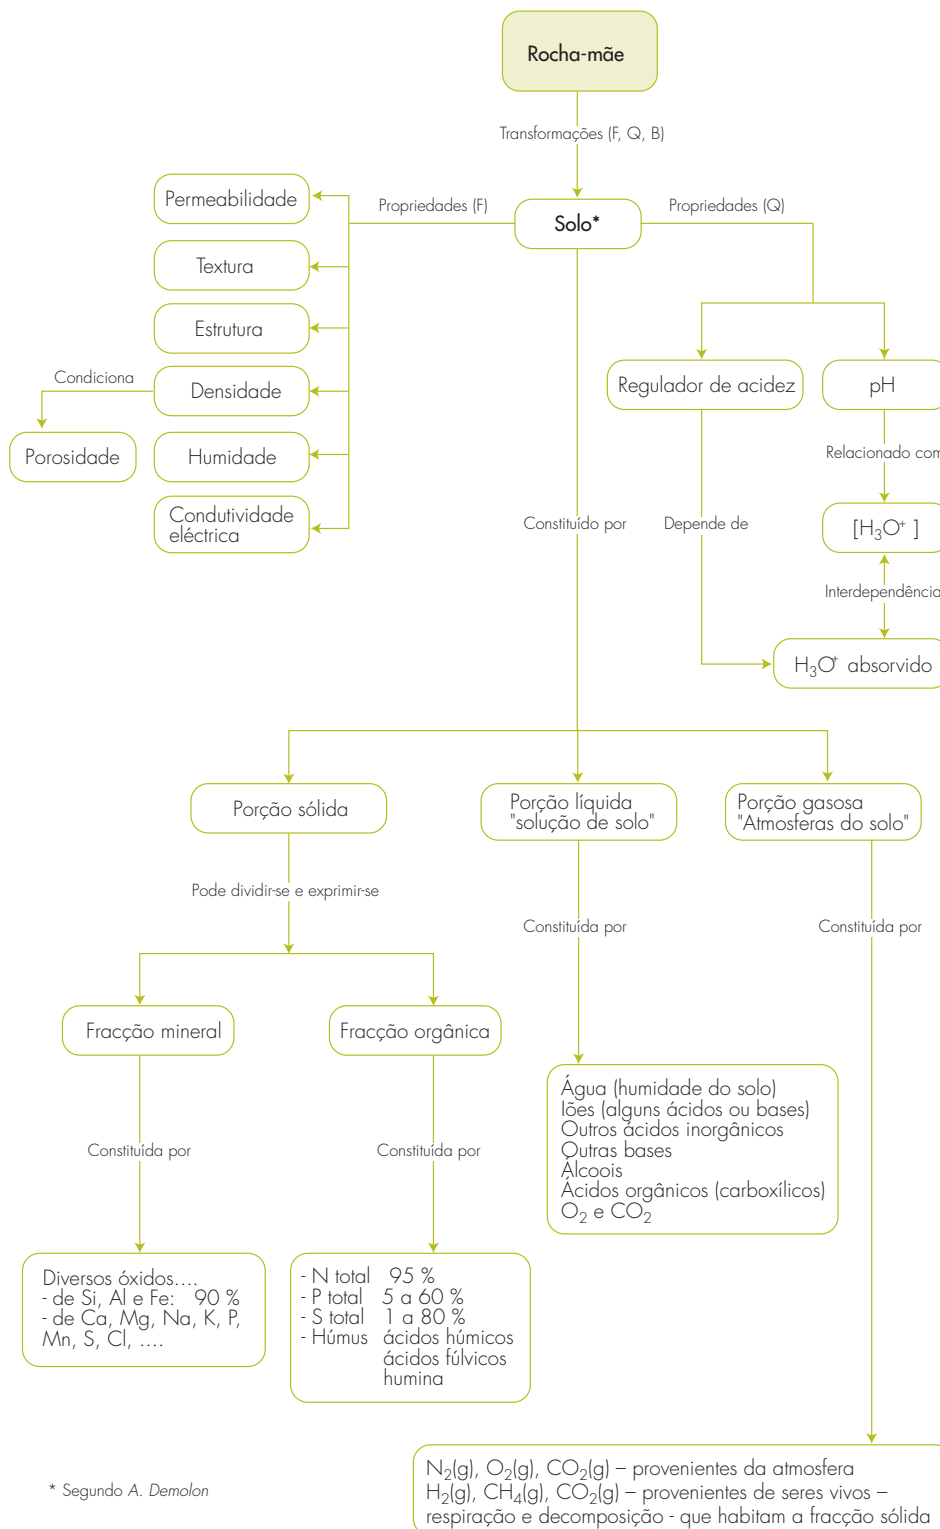 Rocha-mãe
Transformações (F, Q, B)
Propriedades (F)
Solo*
Propriedades (Q)
Permeabilidade
Textura
Estrutura
Condiciona
Densidade
Porosidade
Humidade
Condutividade
eléctrica
Regulador de acidez
pH
Relacionado com
Constituído por
Depende de
[H₃O⁺ ]
Interdependência
H₃O⁺ absorvido
Porção sólida
Porção líquida
"solução de solo"
Porção gasosa
"Atmosferas do solo"
Pode dividir-se e exprimir-se
Constituída por
Constituída por
Fracção mineral
Fracção orgânica
Constituída por
Constituída por
Água (humidade do solo)
Iões (alguns ácidos ou bases)
Outros ácidos inorgânicos
Outras bases
Álcoois
Ácidos orgânicos (carboxílicos)
O₂ e CO₂
Diversos óxidos....
- de Si, Al e Fe: 90 %
- de Ca, Mg, Na, K, P,
Mn, S, Cl, ....
- N total 95 %
- P total 5 a 60 %
- S total 1 a 80 %
- Húmus ácidos húmicos
ácidos fúlvicos
humina
N₂(g), O₂(g), CO₂(g) – provenientes da atmosfera
H₂(g), CH₄(g), CO₂(g) – provenientes de seres vivos –
respiração e decomposição - que habitam a fracção sólida
* Segundo A. Demolon